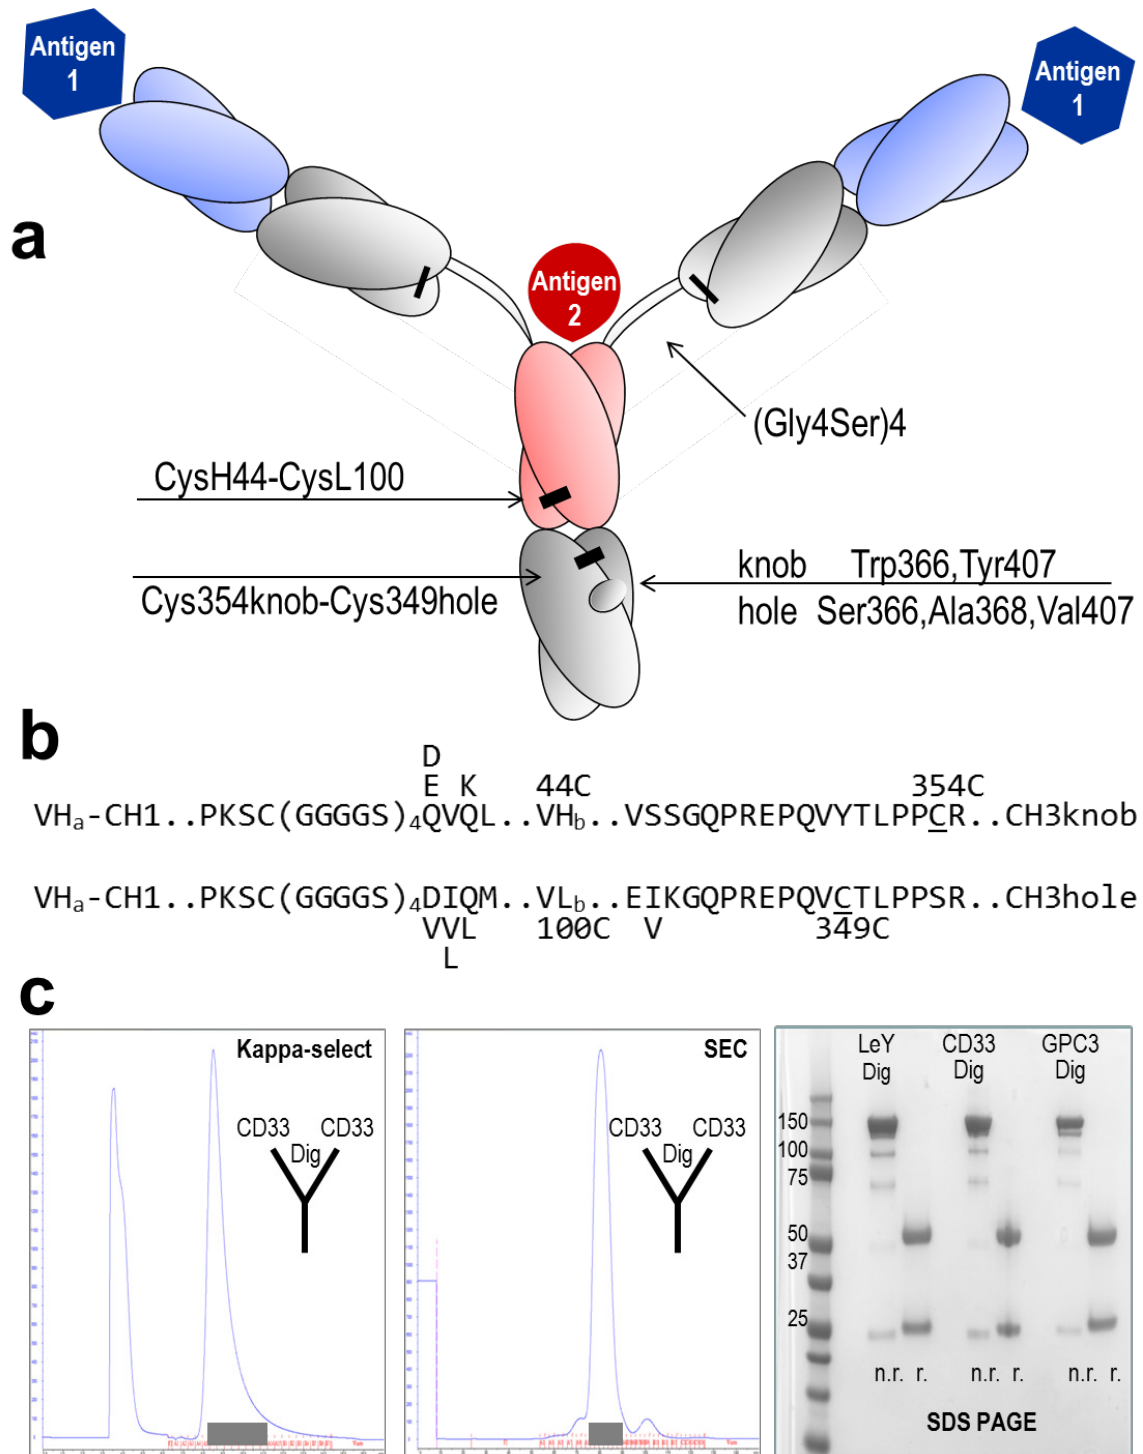 Antigen
1
Antigen
1
a
Antigen
2
(Gly4Ser)4
CysH44-CysL100
knob Trp366,Tyr407
Cys354knob-Cys349hole
hole Ser366,Ala368,Val407
b
D
E K 44C 354C
VHa-CH1..PKSC(GGGGS)4QVQL..VHb..VSSGQPREPQVYTLPPCR..CH3knob
VHa-CH1..PKSC(GGGGS)4DIQM..VLb..EIKGQPREPQVCTLPPSR..CH3hole
VVL 100C V 349C
L
c
Kappa-select
CD33 CD33
Dig
SEC
CD33 CD33
Dig
LeY CD33 GPC3
Dig Dig Dig
150
100
75
50
37
25
n.r. r. n.r. r. n.r. r.
SDS PAGE